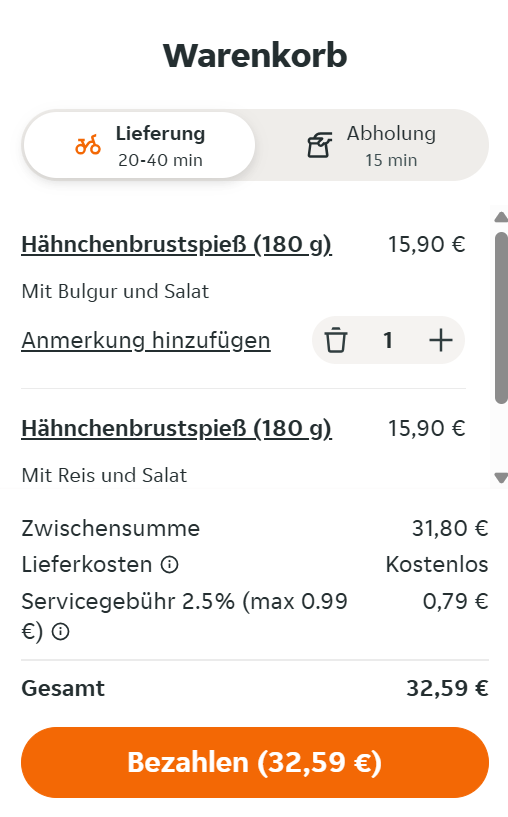 Warenkorb
Lieferung
20-40 min
Abholung
15 min
Hähnchenbrustspieß (180 g)
15,90 €
Mit Bulgur und Salat
Anmerkung hinzufügen
1
Hähnchenbrustspieß (180 g)
15,90 €
Mit Reis und Salat
Zwischensumme
31,80 €
Lieferkosten
Kostenlos
Servicegebühr 2.5% (max 0.99
€)
0,79 €
Gesamt
32,59 €
Bezahlen (32,59 €)